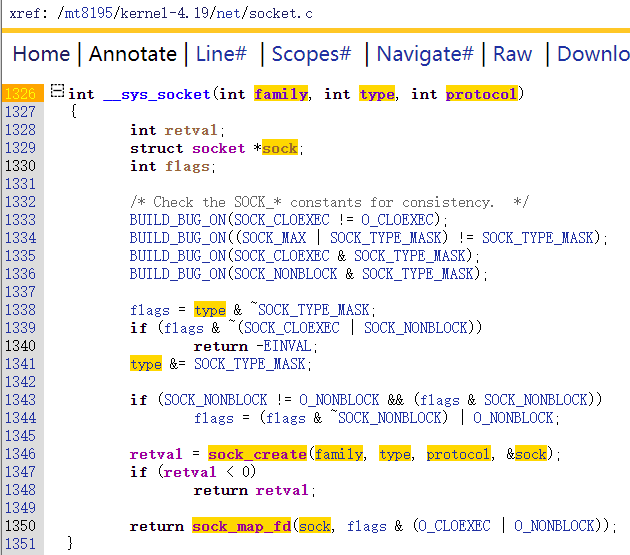 xref: /mt8195/kernel-4.19/net/socket.c
Home | Annotate | Line# | Scopes# | Navigate# | Raw | Downlo
1326 int __sys_socket(int family, int type, int protocol)
1327 {
1328 int retval;
1329 struct socket *sock;
1330 int flags;
1331
1332 /* Check the SOCK_* constants for consistency.  */
1333 BUILD_BUG_ON(SOCK_CLOEXEC != O_CLOEXEC);
1334 BUILD_BUG_ON((SOCK_MAX | SOCK_TYPE_MASK) != SOCK_TYPE_MASK);
1335 BUILD_BUG_ON(SOCK_CLOEXEC & SOCK_TYPE_MASK);
1336 BUILD_BUG_ON(SOCK_NONBLOCK & SOCK_TYPE_MASK);
1337
1338 flags = type & ~SOCK_TYPE_MASK;
1339 if (flags & ~(SOCK_CLOEXEC | SOCK_NONBLOCK))
1340 return -EINVAL;
1341 type &= SOCK_TYPE_MASK;
1342
1343 if (SOCK_NONBLOCK != O_NONBLOCK && (flags & SOCK_NONBLOCK))
1344 flags = (flags & ~SOCK_NONBLOCK) | O_NONBLOCK;
1345
1346 retval = sock_create(family, type, protocol, &sock);
1347 if (retval < 0)
1348 return retval;
1349
1350 return sock_map_fd(sock, flags & (O_CLOEXEC | O_NONBLOCK));
1351 }